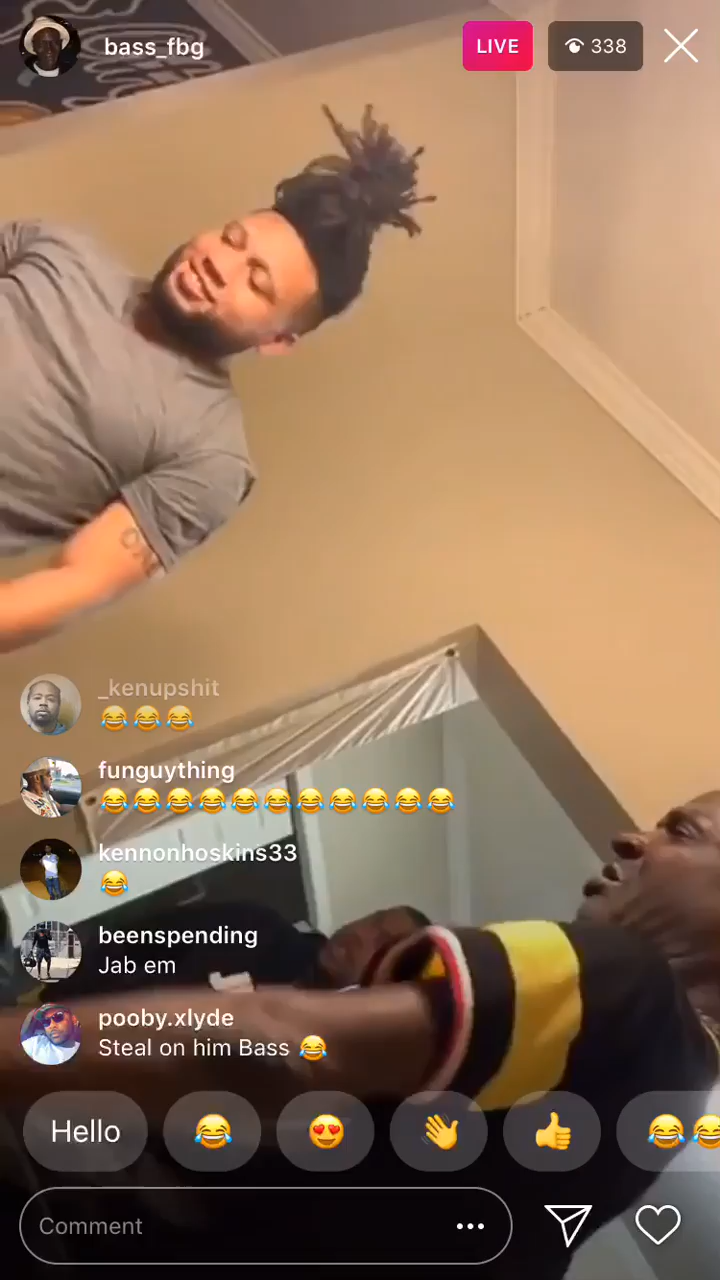 bass_fbg
LIVE
338
_kenupshit
😂😂😂
funguything
😂😂😂😂😂😂😂😂😂😂😂
kennonhoskins33
😂
beenspending
Jab em
pooby.xlyde
Steal on him Bass 😂
Hello 😂 😍 👋 👍 😂😂
Comment